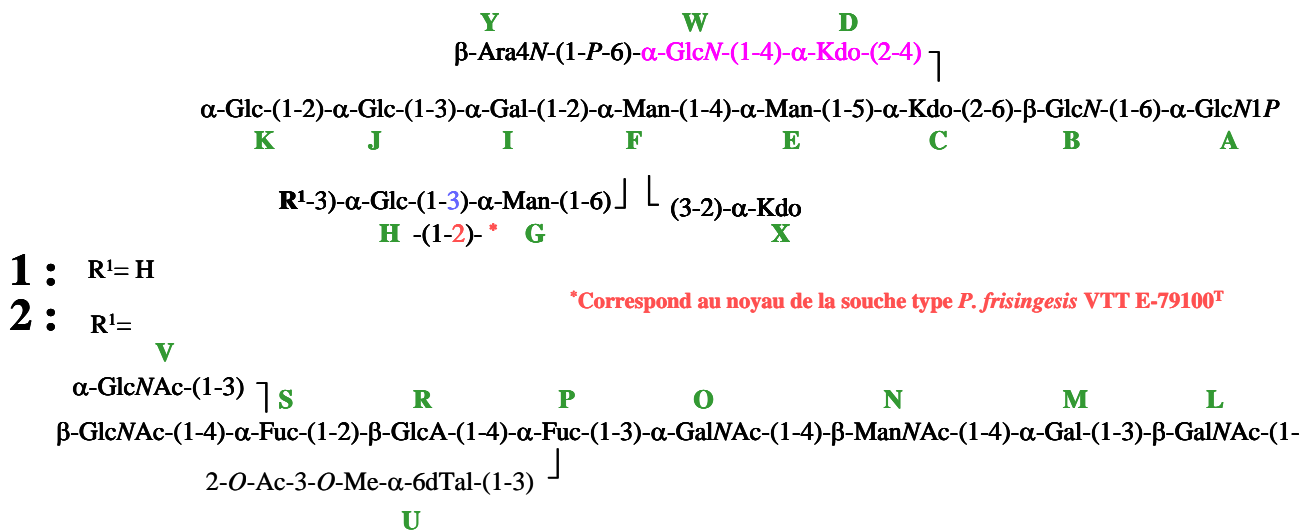 Y W D
β-Ara4N-(1-P-6)-α-GlcN-(1-4)-α-Kdo-(2-4)
α-Glc-(1-2)-α-Glc-(1-3)-α-Gal-(1-2)-α-Man-(1-4)-α-Man-(1-5)-α-Kdo-(2-6)-β-GlcN-(1-6)-α-GlcN1P
K J I F E C B A
R¹-3)-α-Glc-(1-3)-α-Man-(1-6) (3-2)-α-Kdo
H -(1-2)- * G X
1 : R¹= H
*Correspond au noyau de la souche type P. frisingesis VTT E-79100ᵀ
2 : R¹=
V
α-GlcNAc-(1-3)
S R P O N M L
β-GlcNAc-(1-4)-α-Fuc-(1-2)-β-GlcA-(1-4)-α-Fuc-(1-3)-α-GalNAc-(1-4)-β-ManNAc-(1-4)-α-Gal-(1-3)-β-GalNAc-(1-
2-O-Ac-3-O-Me-α-6dTal-(1-3)
U